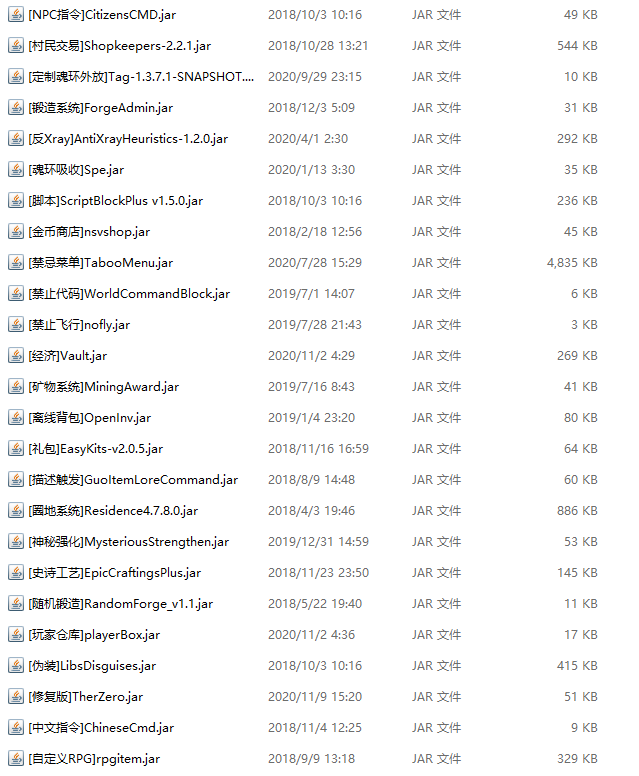 [NPC指令]CitizensCMD.jar 2018/10/3 10:16 JAR 文件 49 KB
[村民交易]Shopkeepers-2.2.1.jar 2018/10/28 13:21 JAR 文件 544 KB
[定制魂环外放]Tag-1.3.7.1-SNAPSHOT.... 2020/9/29 23:15 JAR 文件 10 KB
[锻造系统]ForgeAdmin.jar 2018/12/3 5:09 JAR 文件 31 KB
[反Xray]AntiXrayHeuristics-1.2.0.jar 2020/4/1 2:30 JAR 文件 292 KB
[魂环吸收]Spe.jar 2020/1/13 3:30 JAR 文件 35 KB
[脚本]ScriptBlockPlus v1.5.0.jar 2018/10/3 10:16 JAR 文件 236 KB
[金币商店]nsvshop.jar 2018/2/18 12:56 JAR 文件 45 KB
[禁忌菜单]TabooMenu.jar 2020/7/28 15:29 JAR 文件 4,835 KB
[禁止代码]WorldCommandBlock.jar 2019/7/1 14:07 JAR 文件 6 KB
[禁止飞行]nofly.jar 2019/7/28 21:43 JAR 文件 3 KB
[经济]Vault.jar 2020/11/2 4:29 JAR 文件 269 KB
[矿物系统]MiningAward.jar 2019/7/16 8:43 JAR 文件 41 KB
[离线背包]OpenInv.jar 2019/1/4 23:20 JAR 文件 80 KB
[礼包]EasyKits-v2.0.5.jar 2018/11/16 16:59 JAR 文件 64 KB
[描述触发]GuoItemLoreCommand.jar 2018/8/9 14:48 JAR 文件 60 KB
[圈地系统]Residence4.7.8.0.jar 2018/4/3 19:46 JAR 文件 886 KB
[神秘强化]MysteriousStrengthen.jar 2019/12/31 14:59 JAR 文件 53 KB
[史诗工艺]EpicCraftingsPlus.jar 2018/11/23 23:50 JAR 文件 145 KB
[随机锻造]RandomForge_v1.1.jar 2018/5/22 19:40 JAR 文件 11 KB
[玩家仓库]playerBox.jar 2020/11/2 4:36 JAR 文件 17 KB
[伪装]LibsDisguises.jar 2018/10/3 10:16 JAR 文件 415 KB
[修复版]TherZero.jar 2020/11/9 15:20 JAR 文件 51 KB
[中文指令]ChineseCmd.jar 2018/11/4 12:25 JAR 文件 9 KB
[自定义RPG]rpgitem.jar 2018/9/9 13:18 JAR 文件 329 KB